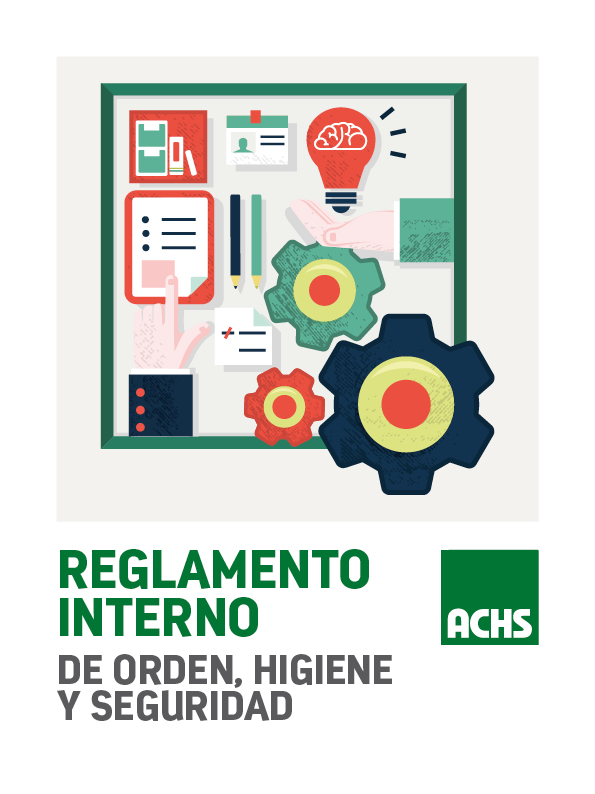 REGLAMENTO
INTERNO
DE ORDEN, HIGIENE
Y SEGURIDAD
ACHS